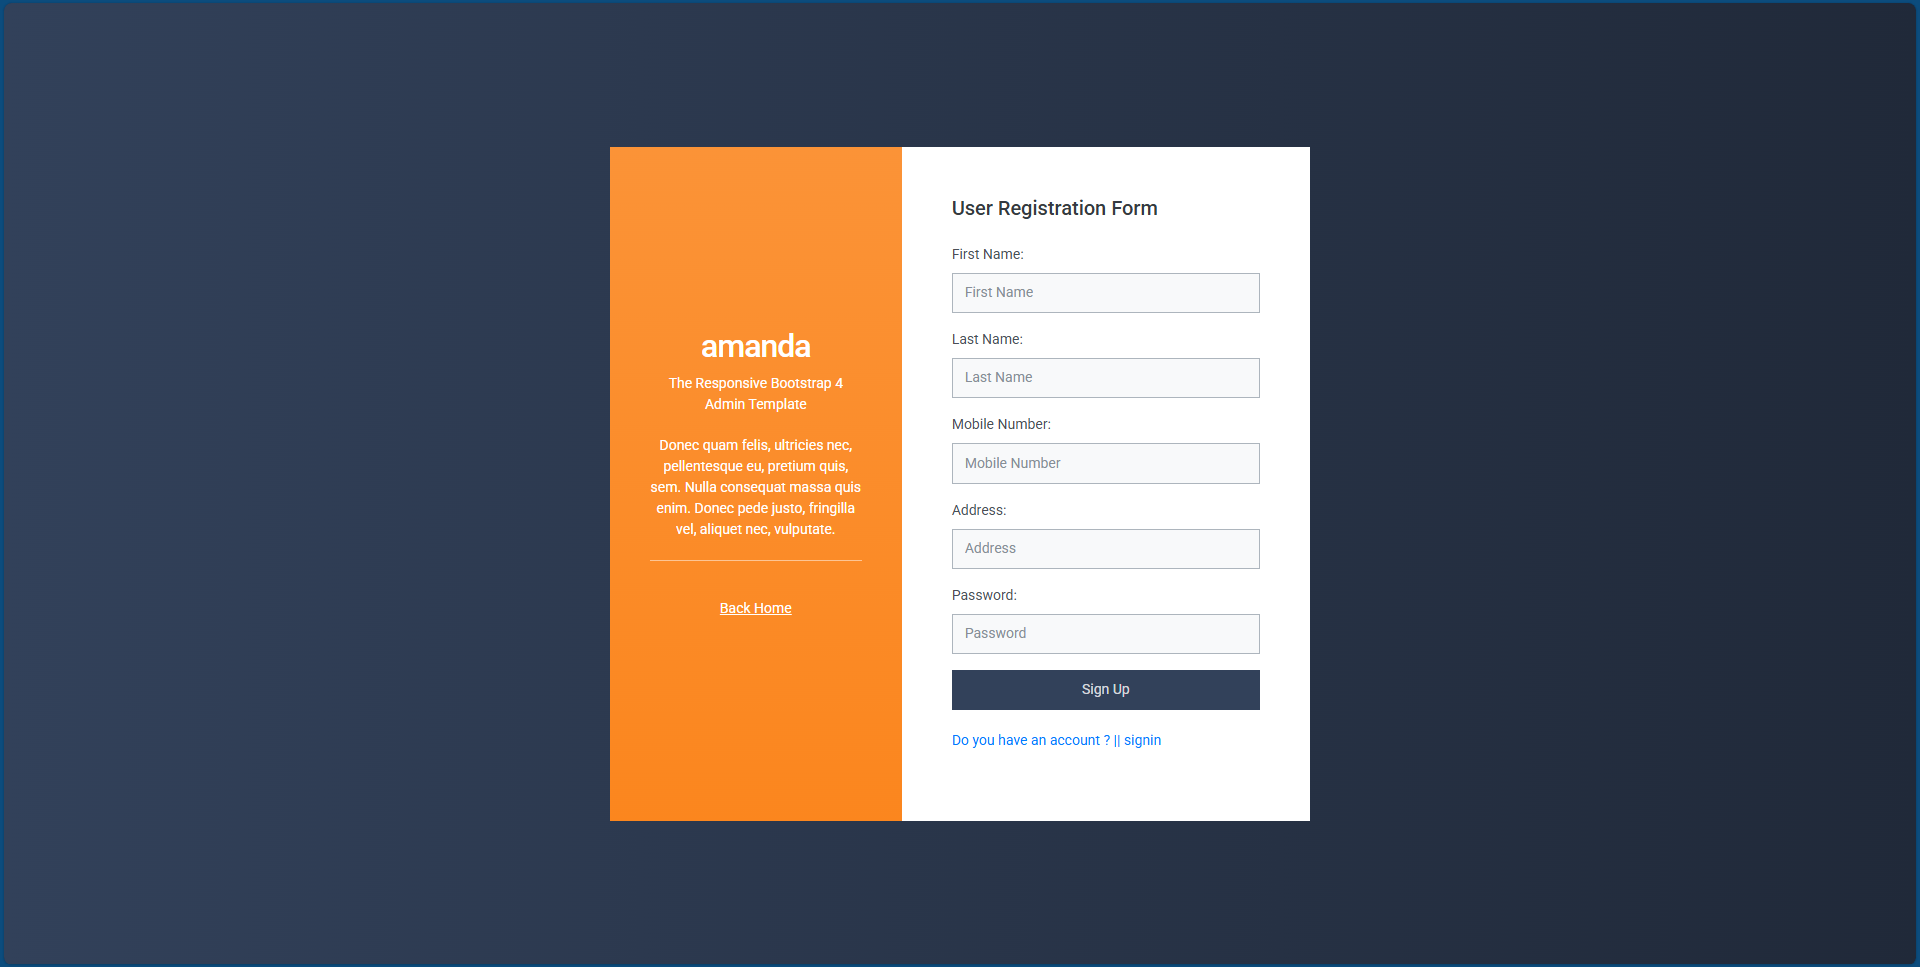 amanda
The Responsive Bootstrap 4
Admin Template
Donec quam felis, ultricies nec,
pellentesque eu, pretium quis,
sem. Nulla consequat massa quis
enim. Donec pede justo, fringilla
vel, aliquet nec, vulputate.
Back Home
User Registration Form
First Name:
First Name
Last Name:
Last Name
Mobile Number:
Mobile Number
Address:
Address
Password:
Password
Sign Up
Do you have an account ? || signin